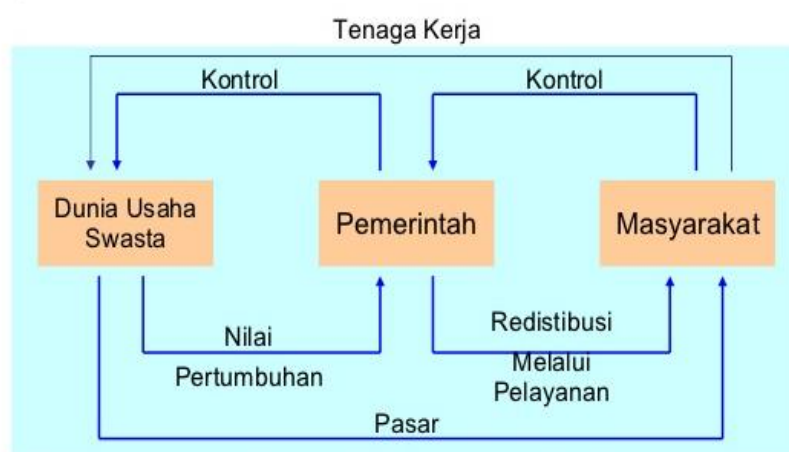 Tenaga Kerja
Kontrol
Kontrol
Dunia Usaha
Swasta
Pemerintah
Masyarakat
Nilai
Pertumbuhan
Redistibusi
Melalui
Pelayanan
Pasar